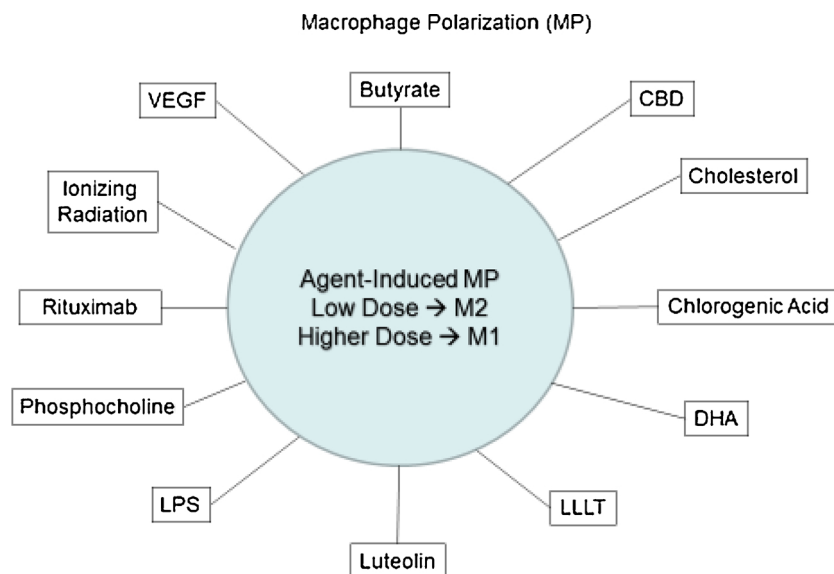 Macrophage Polarization (MP)
Butyrate
VEGF
CBD
Cholesterol
Ionizing
Radiation
Agent-Induced MP
Low Dose → M2
Higher Dose → M1
Rituximab
Chlorogenic Acid
Phosphocholine
DHA
LPS
LLLT
Luteolin